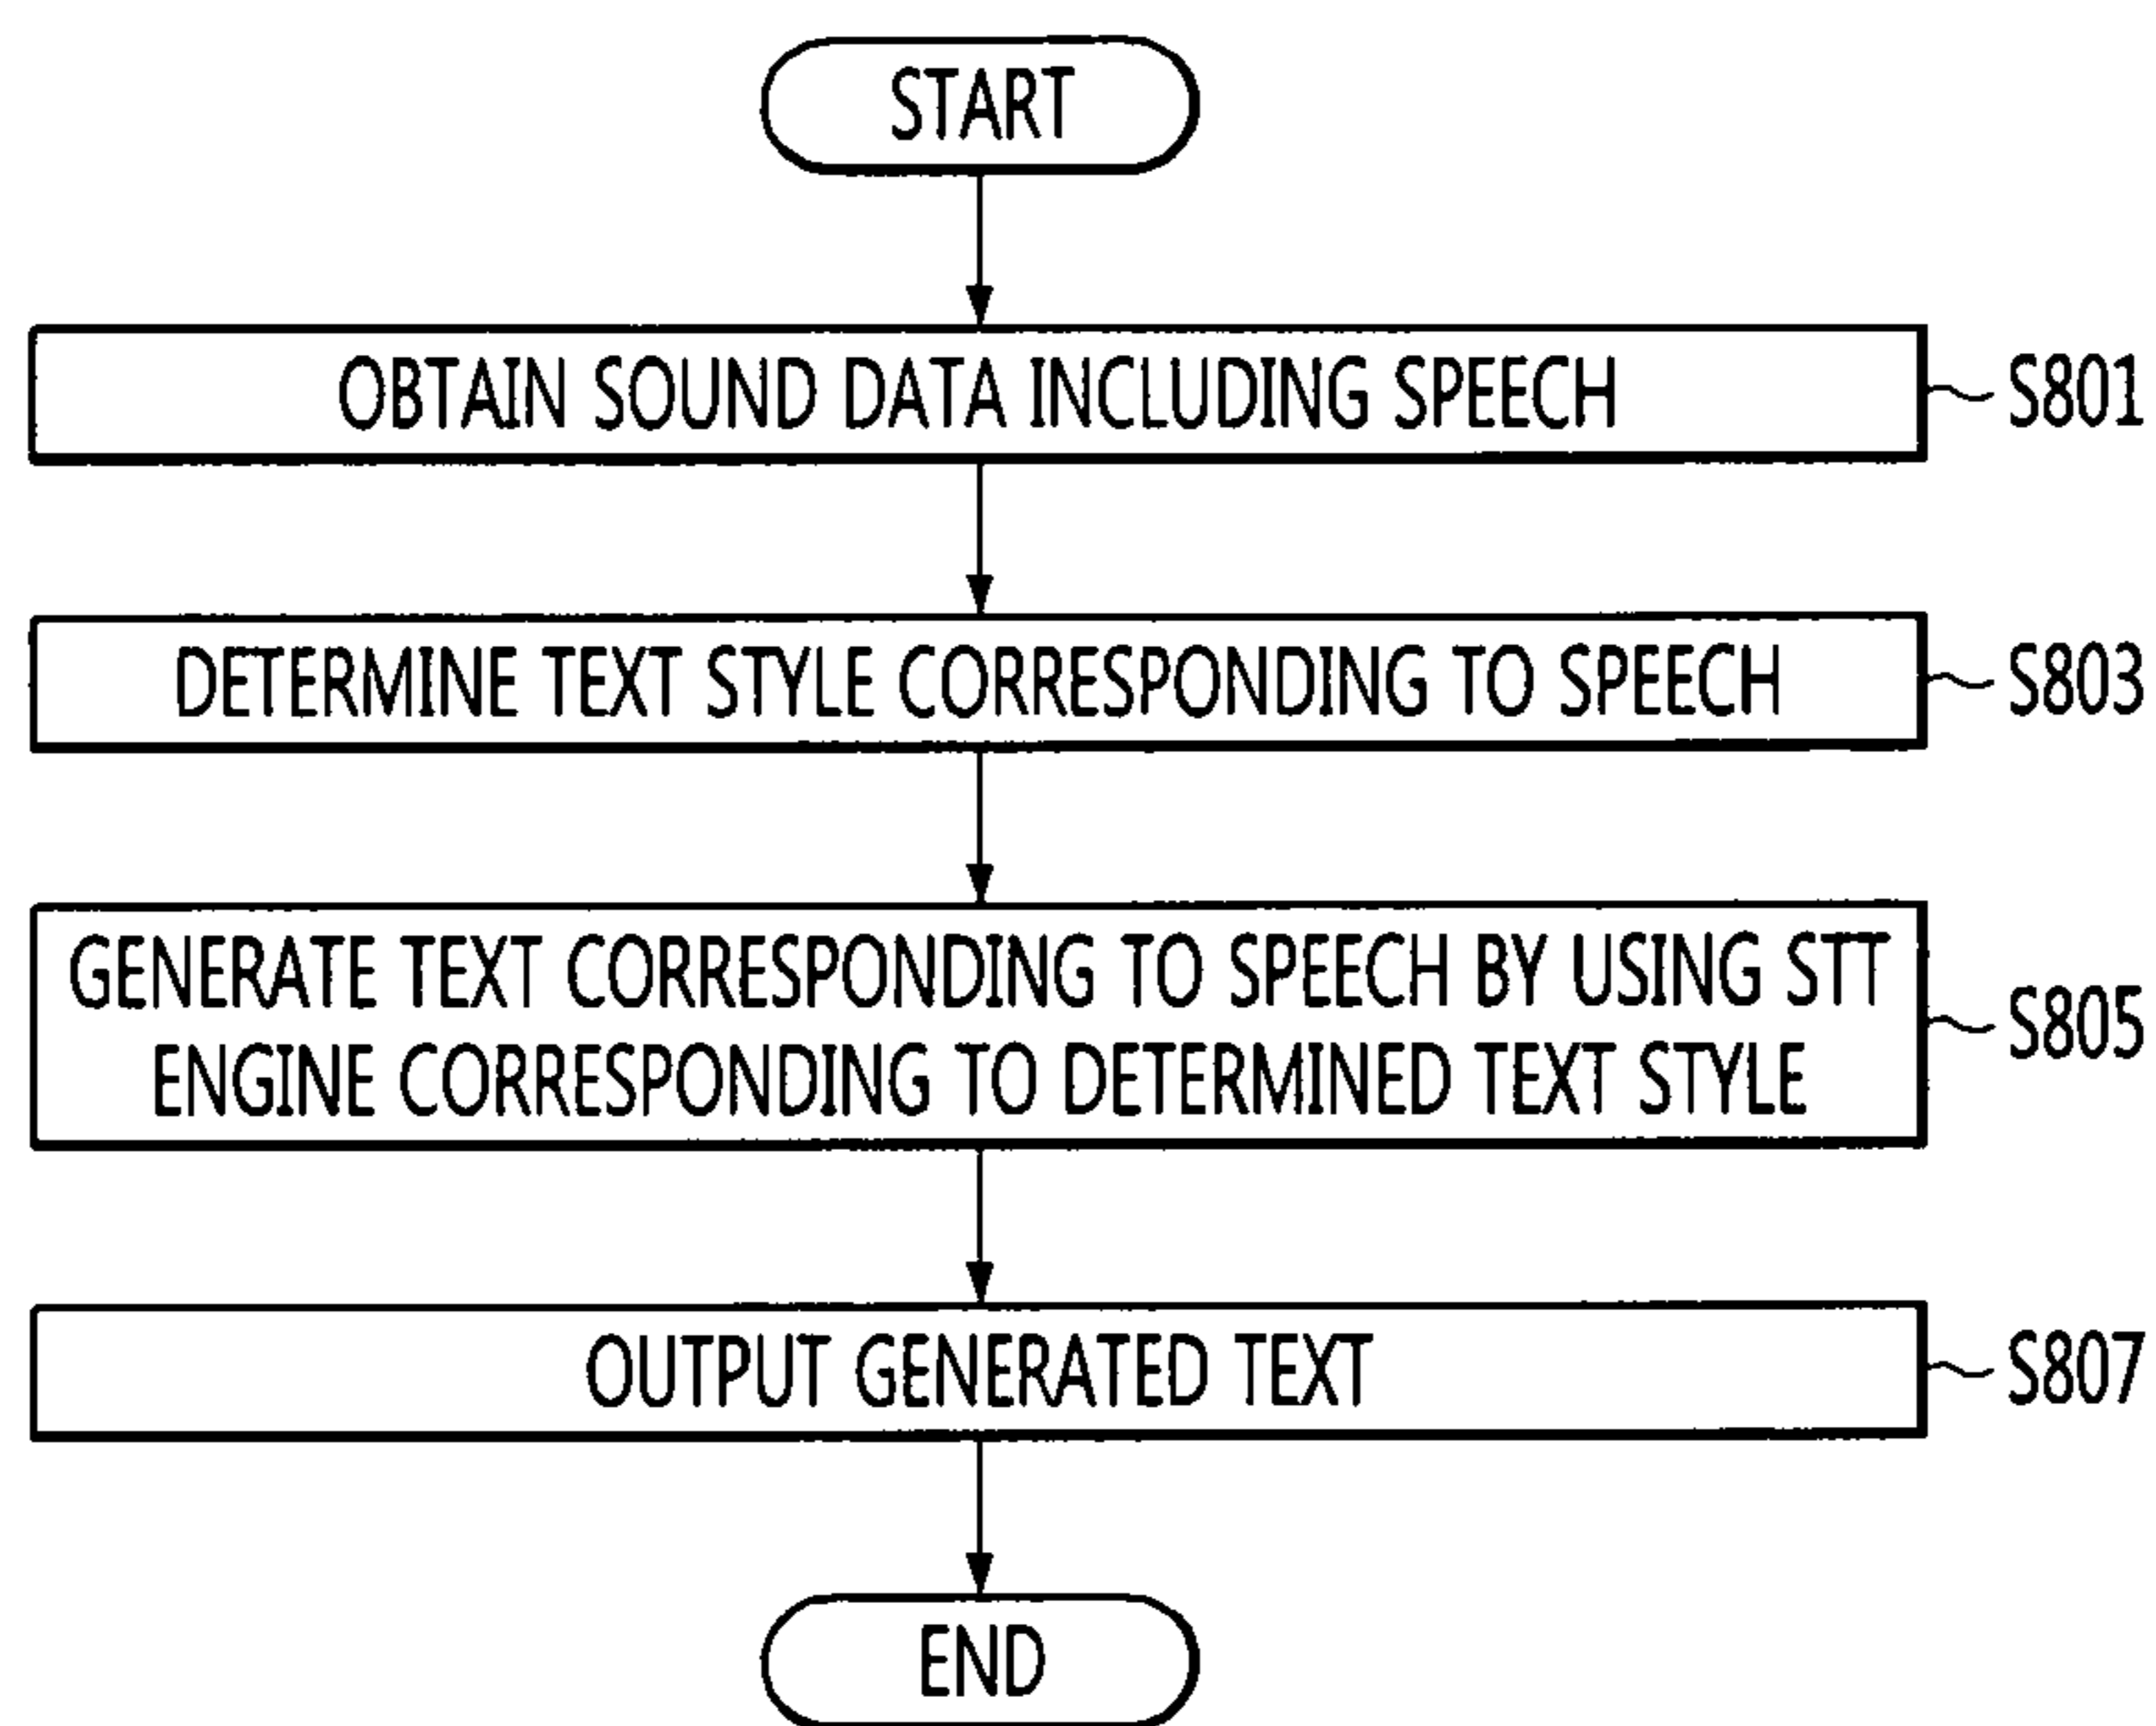 START
OBTAIN SOUND DATA INCLUDING SPEECH
S801
DETERMINE TEXT STYLE CORRESPONDING TO SPEECH
S803
GENERATE TEXT CORRESPONDING TO SPEECH BY USING STT
ENGINE CORRESPONDING TO DETERMINED TEXT STYLE
S805
OUTPUT GENERATED TEXT
S807
END